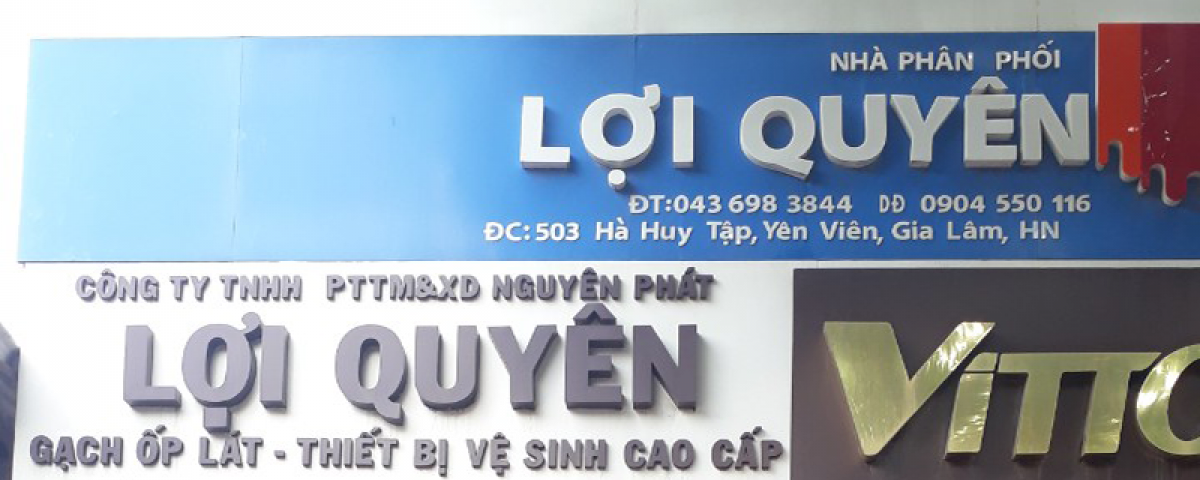 NHÀ PHÂN PHỐI
LỢI QUYÊN
ĐT:043 698 3844 DĐ 0904 550 116
ĐC: 503 Hà Huy Tập, Yên Viên, Gia Lâm, HN
CÔNG TY TNHH PTTM&XD NGUYÊN PHÁT
LỢI QUYÊN
GẠCH ỐP LÁT - THIẾT BỊ VỆ SINH CAO CẤP